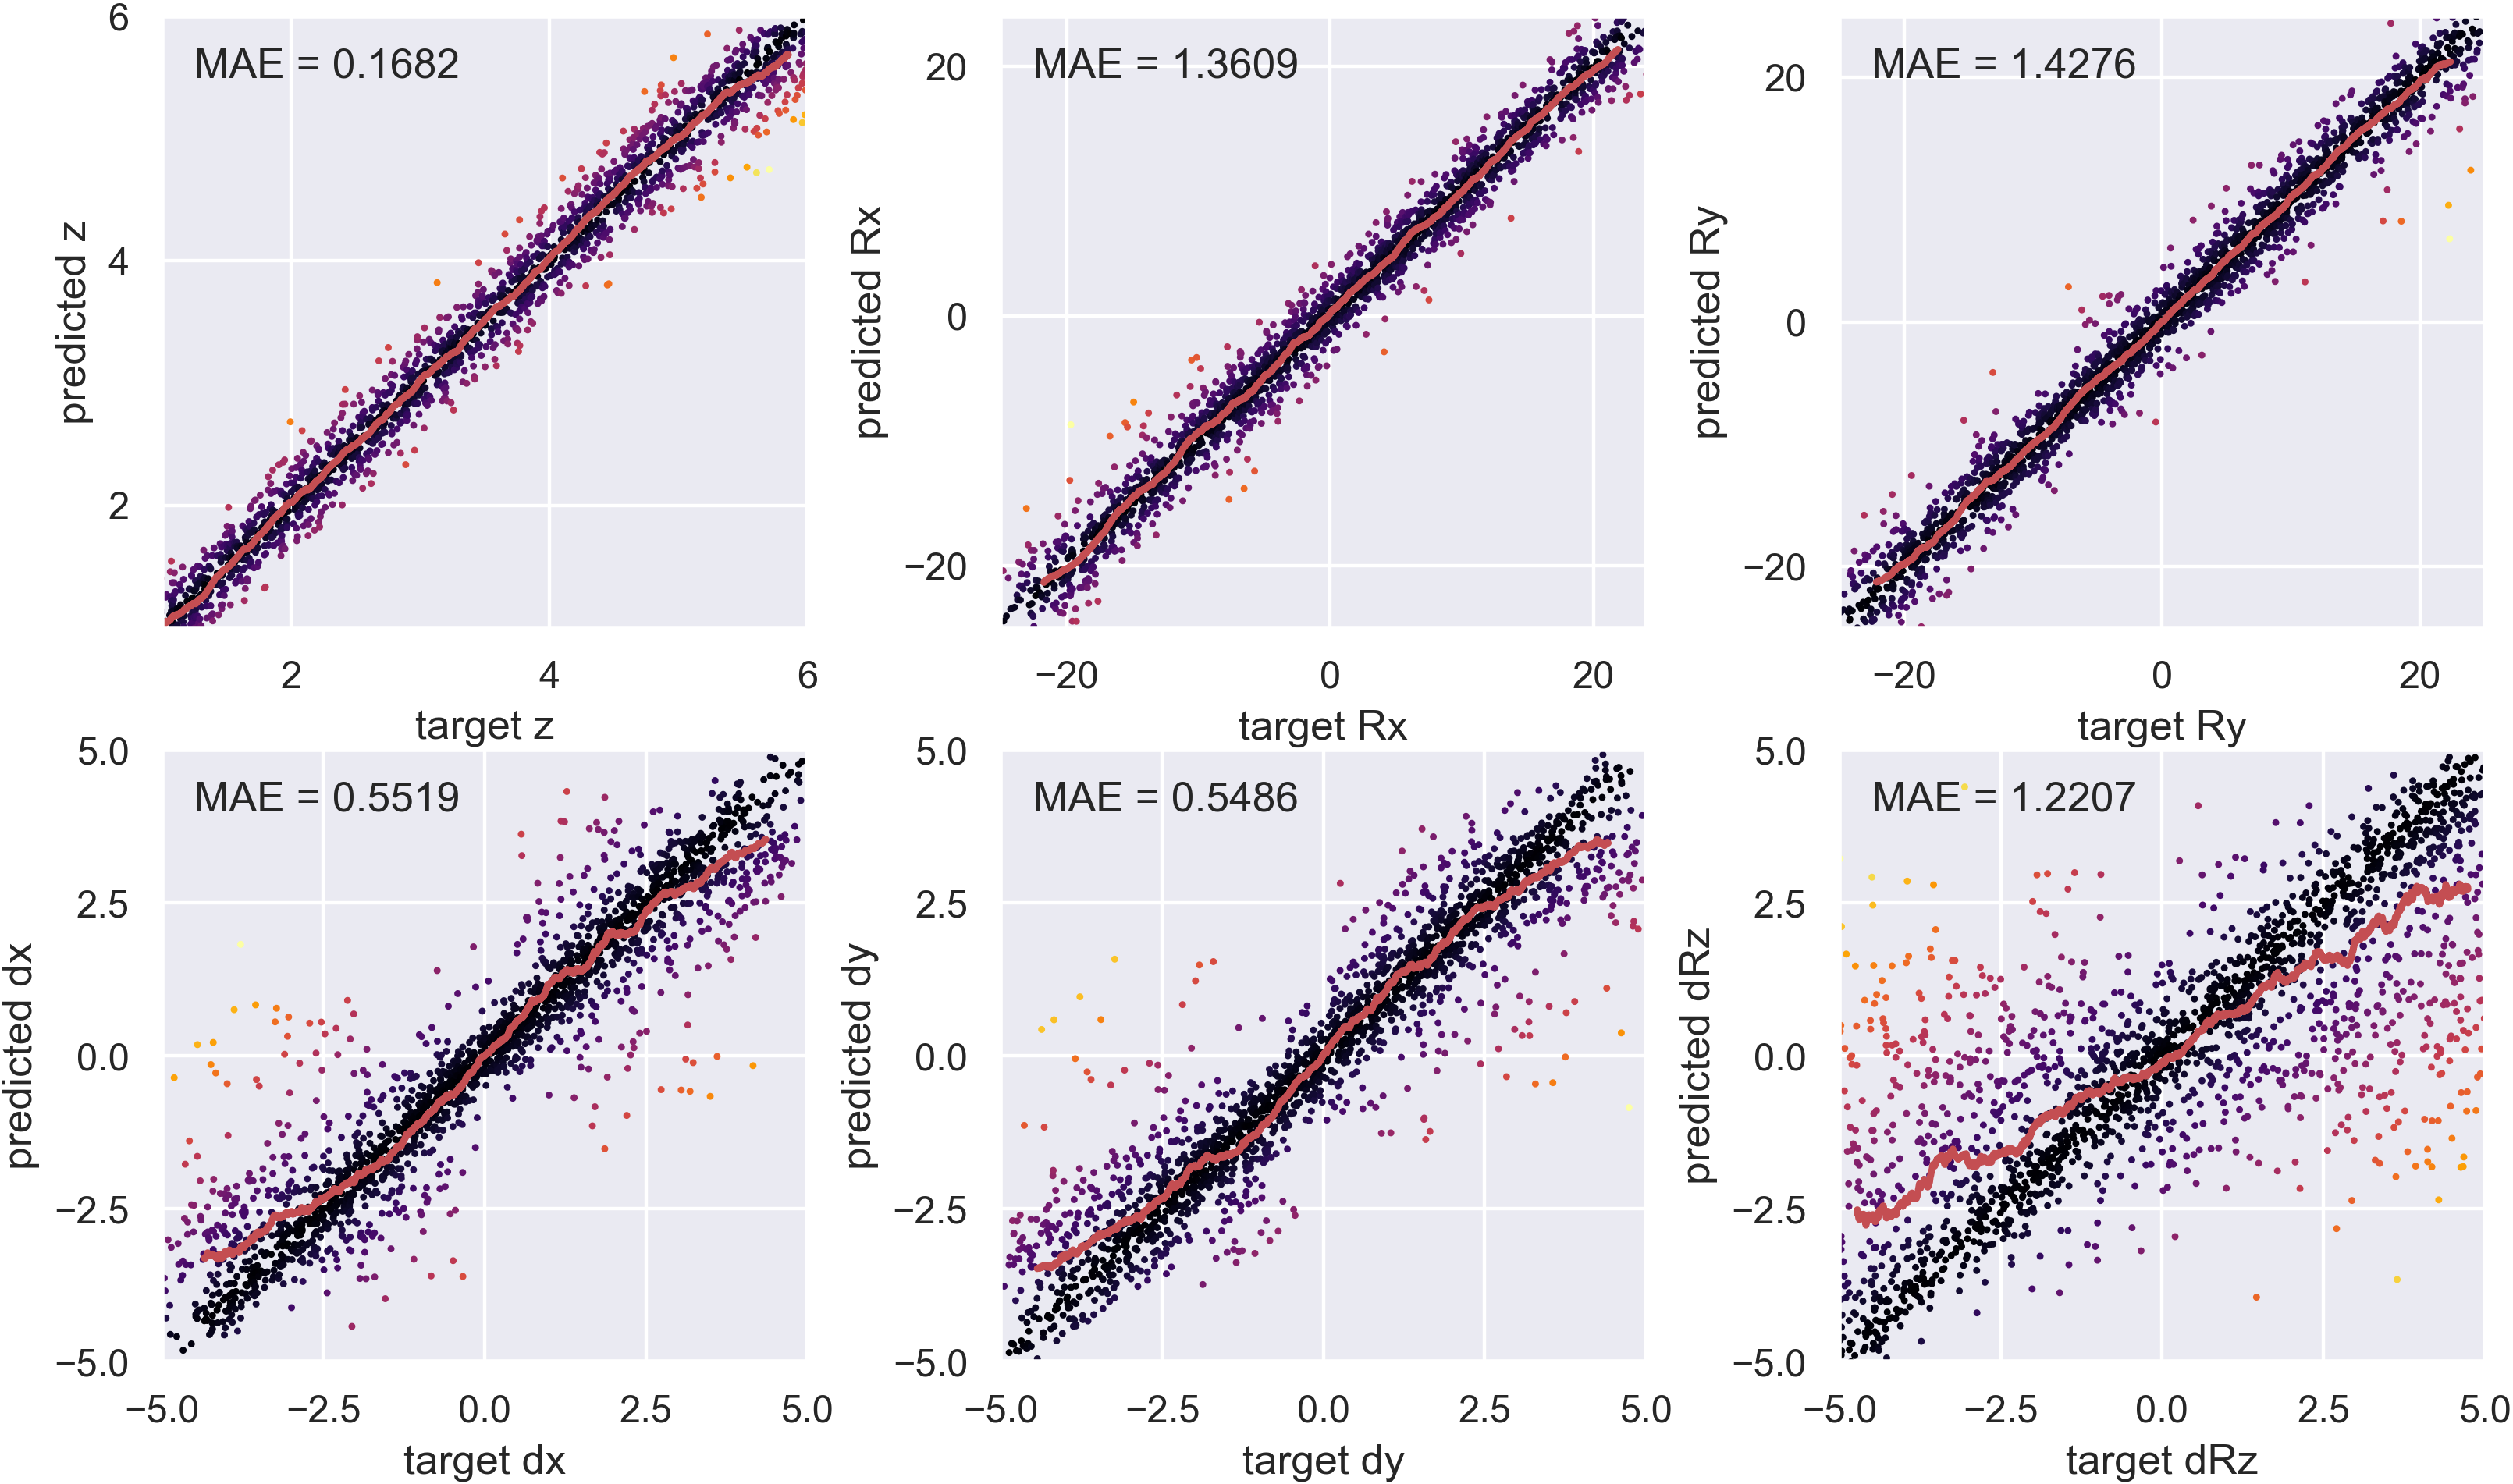 MAE = 0.1682
predicted z
6
4
2
2
4
6
target z
MAE = 1.3609
predicted Rx
20
0
−20
−20
0
20
target Rx
MAE = 1.4276
predicted Ry
20
0
−20
−20
0
20
target Ry
MAE = 0.5519
predicted dx
5.0
2.5
0.0
−2.5
−5.0
−5.0
−2.5
0.0
2.5
5.0
target dx
MAE = 0.5486
predicted dy
5.0
2.5
0.0
−2.5
−5.0
−5.0
−2.5
0.0
2.5
5.0
target dy
MAE = 1.2207
predicted dRz
5.0
2.5
0.0
−2.5
−5.0
−5.0
−2.5
0.0
2.5
5.0
target dRz